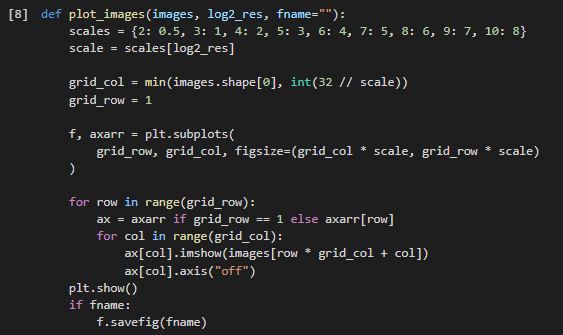 [8] def plot_images(images, log2_res, fname=""):
    scales = {2: 0.5, 3: 1, 4: 2, 5: 3, 6: 4, 7: 5, 8: 6, 9: 7, 10: 8}
    scale = scales[log2_res]

    grid_col = min(images.shape[0], int(32 // scale))
    grid_row = 1

    f, axarr = plt.subplots(
        grid_row, grid_col, figsize=(grid_col * scale, grid_row * scale)
    )

    for row in range(grid_row):
        ax = axarr if grid_row == 1 else axarr[row]
        for col in range(grid_col):
            ax[col].imshow(images[row * grid_col + col])
            ax[col].axis("off")
    plt.show()
    if fname:
        f.savefig(fname)